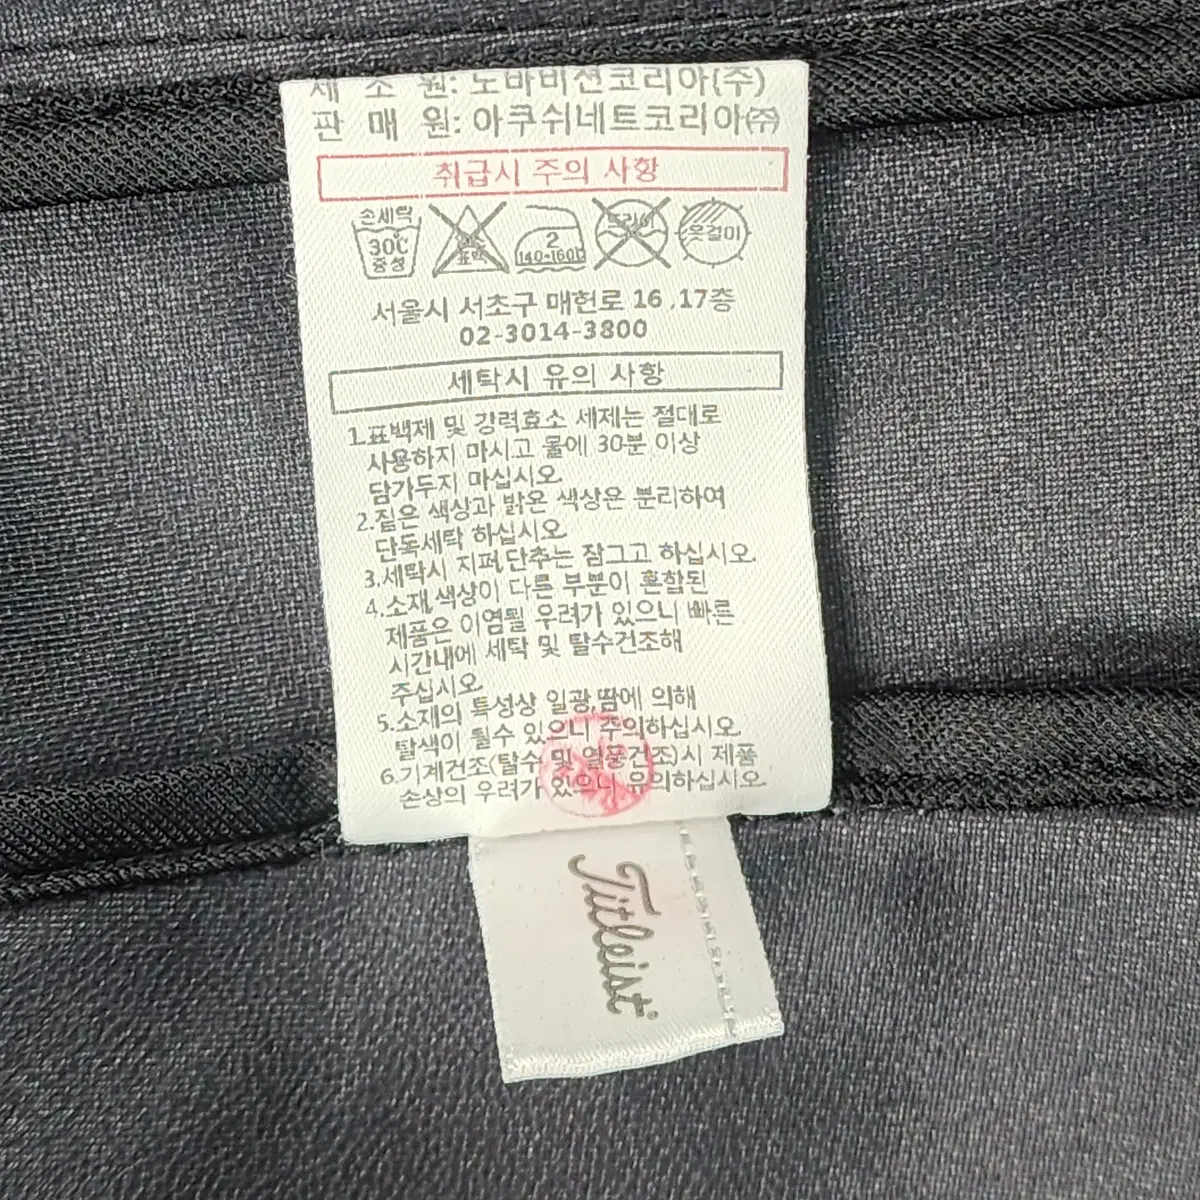 제 조 원: 노바비젼코리아(주)
판 매 원: 아쿠쉬네트코리아㈜
취급시 주의 사항
손세탁
30℃
중성
염소
표백
2
140~160℃
드라이
옷걸이
서울시 서초구 매헌로 16 ,17층
02-3014-3800
세탁시 유의 사항
1.표백제 및 강력효소 세제는 절대로
사용하지 마시고 물에 30분 이상
담가두지 마십시오.
2.짙은 색상과 밝은 색상은 분리하여
단독세탁 하십시오.
3.세탁시 지퍼,단추는 잠그고 하십시오.
4.소재,색상이 다른 부분이 혼합된
제품은 이염될 우려가 있으니 빠른
시간내에 세탁 및 탈수건조해
주십시오.
5.소재의 특성상 일광,땀에 의해
탈색이 될수 있으니 주의하십시오.
6.기계건조(탈수 및 열풍건조)시 제품
손상의 우려가 있으니 유의하십시오.
Titleist